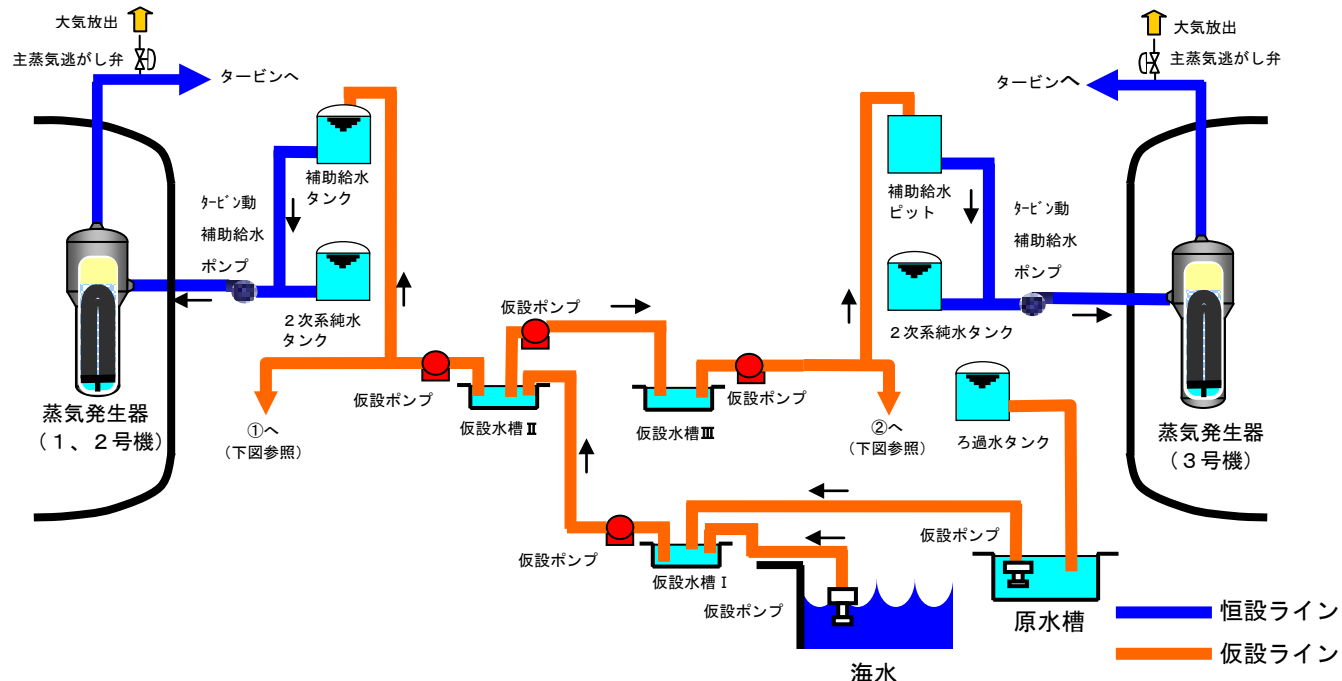 大気放出
主蒸気逃がし弁
タービンへ
補助給水
タンク
ﾀｰﾋﾞﾝ動
補助給水
ポンプ
２次系純水
タンク
蒸気発生器
（１、２号機）
①へ
（下図参照）
仮設ポンプ
仮設水槽Ⅱ
仮設ポンプ
仮設水槽Ⅲ
仮設ポンプ
②へ
（下図参照）
大気放出
主蒸気逃がし弁
タービンへ
補助給水
ピット
ﾀｰﾋﾞﾝ動
補助給水
ポンプ
２次系純水タンク
ろ過水タンク
蒸気発生器
（３号機）
仮設ポンプ
仮設水槽Ⅰ
仮設ポンプ
海水
仮設ポンプ
原水槽
恒設ライン
仮設ライン